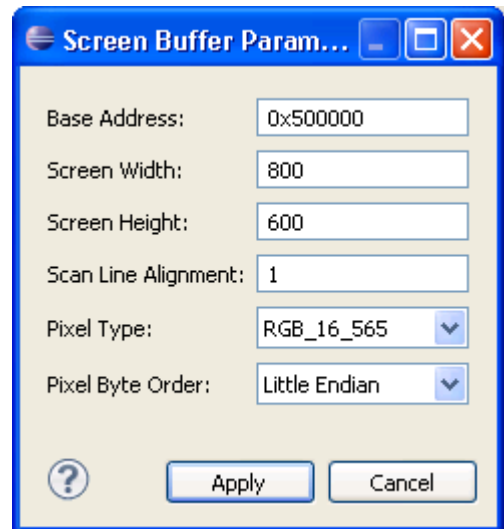 Screen Buffer Param...
Base Address: 0x500000
Screen Width: 800
Screen Height: 600
Scan Line Alignment: 1
Pixel Type: RGB_16_565
Pixel Byte Order: Little Endian
? Apply Cancel